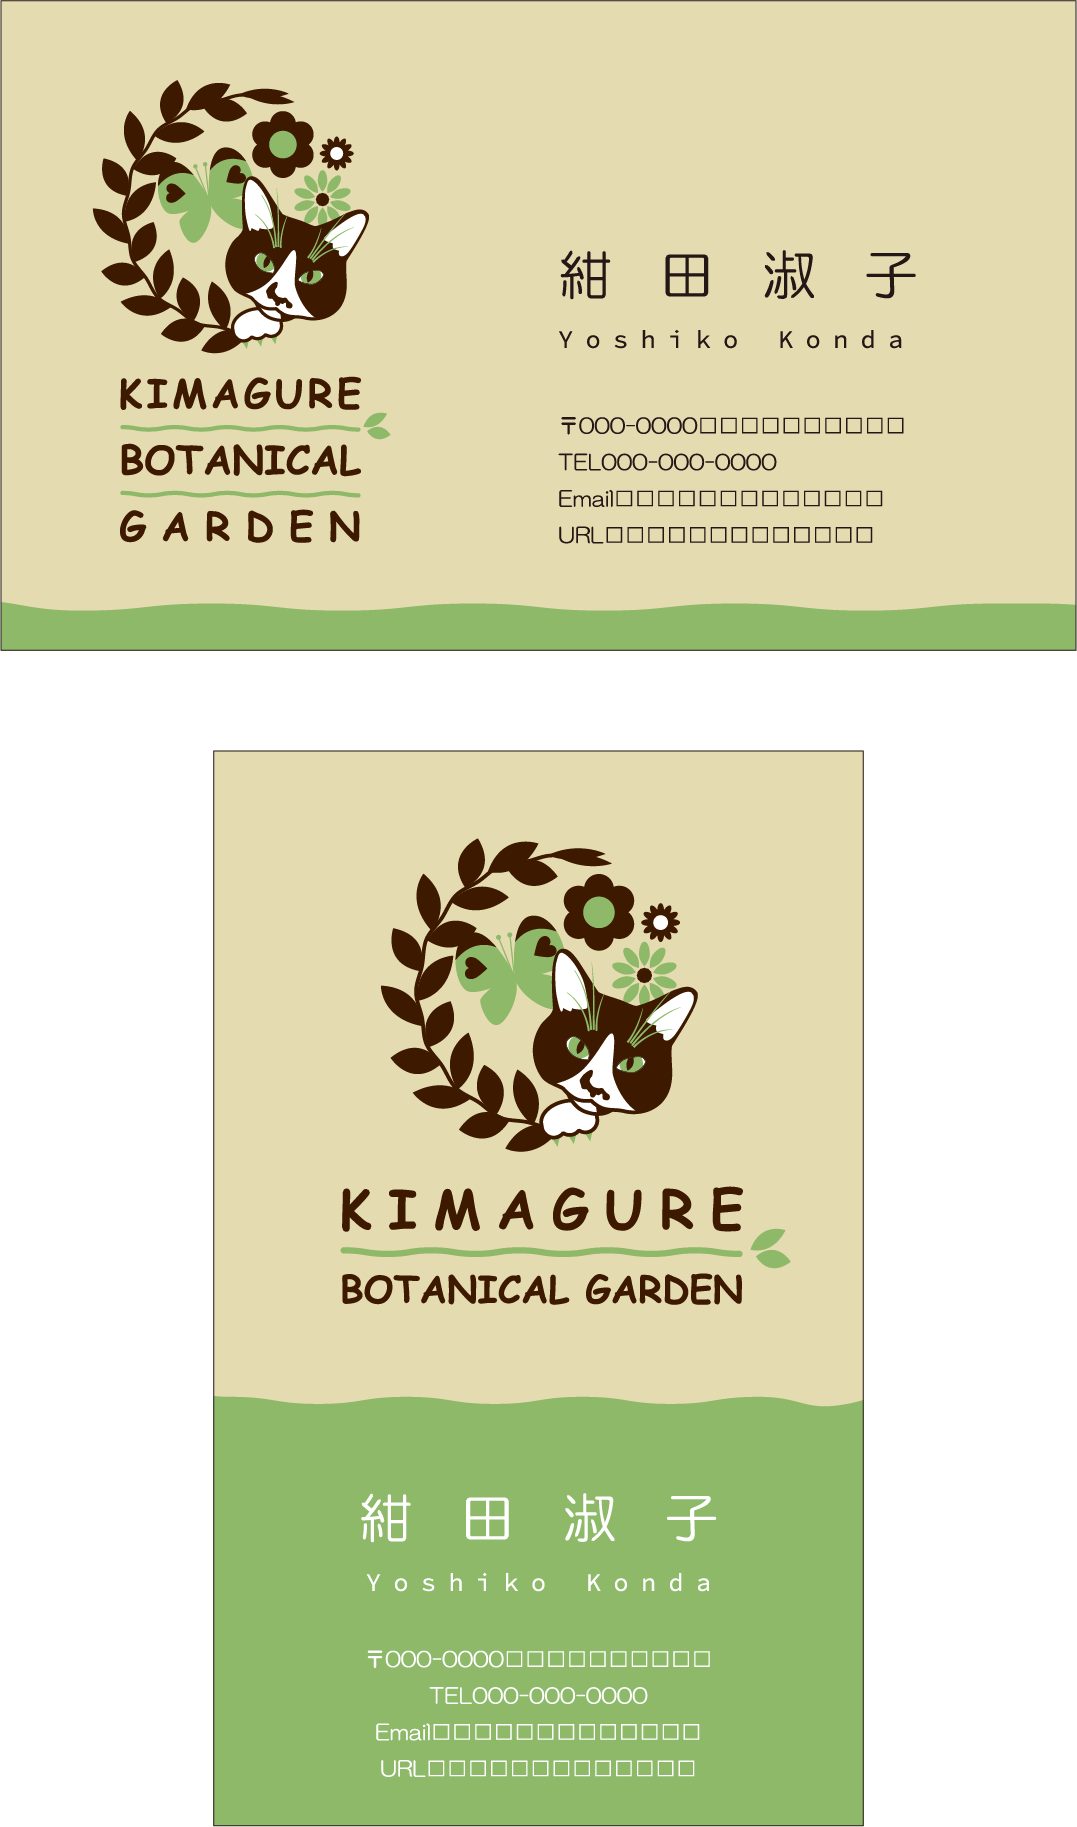 KIMAGURE
BOTANICAL
GARDEN
紺田淑子
Yoshiko Konda
〒000-0000□□□□□□□□□□
TEL000-000-0000
Email□□□□□□□□□□□□□
URL□□□□□□□□□□□□□
KIMAGURE
BOTANICAL GARDEN
紺田淑子
Yoshiko Konda
〒000-0000□□□□□□□□□□
TEL000-000-0000
Email□□□□□□□□□□□□□
URL□□□□□□□□□□□□□